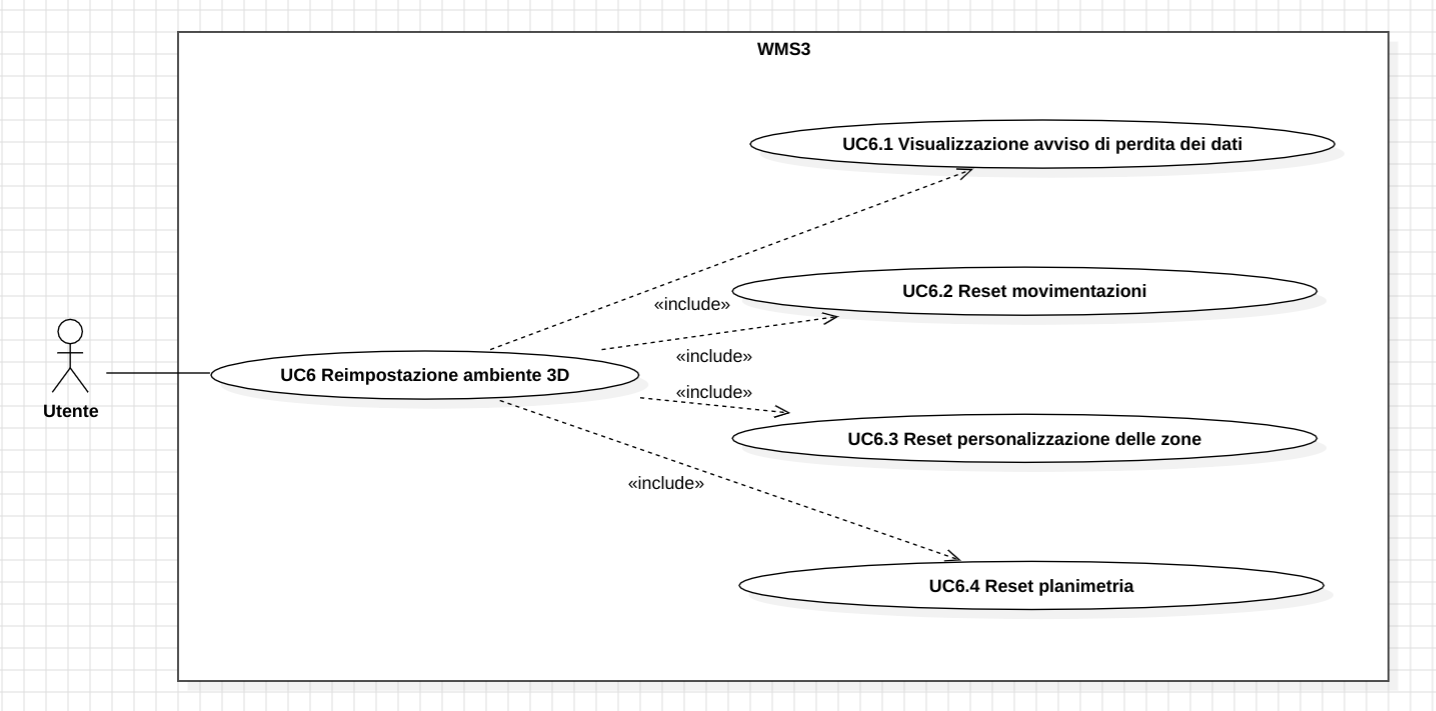 WMS3
UC6.1 Visualizzazione avviso di perdita dei dati
UC6.2 Reset movimentazioni
«include»
«include»
UC6 Reimpostazione ambiente 3D
«include»
Utente
UC6.3 Reset personalizzazione delle zone
«include»
UC6.4 Reset planimetria